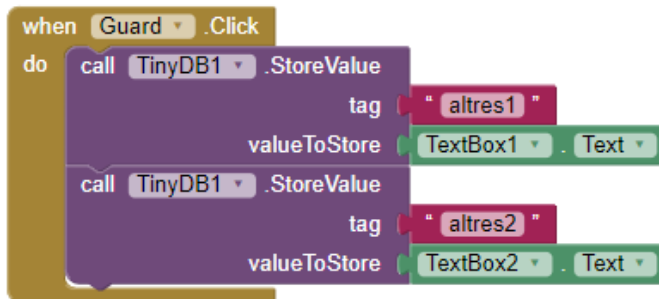 when Guard .Click
do call TinyDB1 .StoreValue
tag " altres1 "
valueToStore TextBox1 . Text
call TinyDB1 .StoreValue
tag " altres2 "
valueToStore TextBox2 . Text